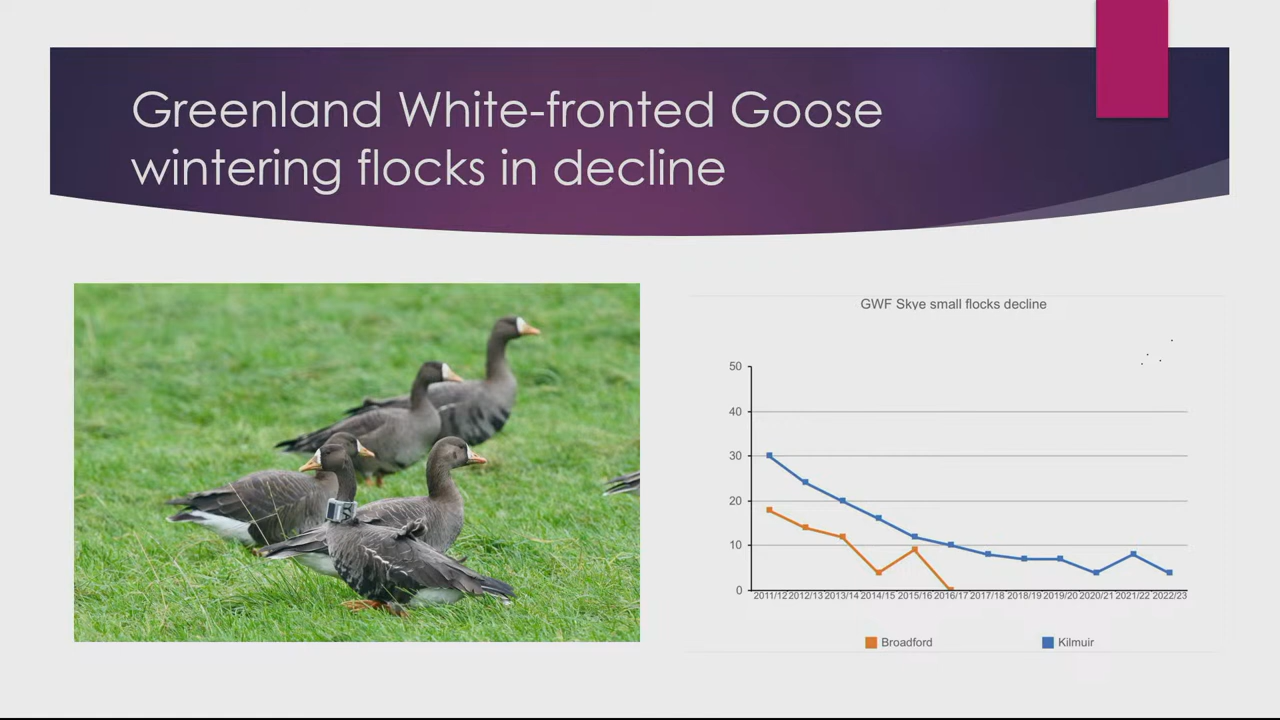 Greenland White-fronted Goose
wintering flocks in decline
GWF Skye small flocks decline
50
40
30
20
10
0
2011/12 2012/13 2013/14 2014/15 2015/16 2016/17 2017/18 2018/19 2019/20 2020/21 2021/22 2022/23
Broadford Kilmuir